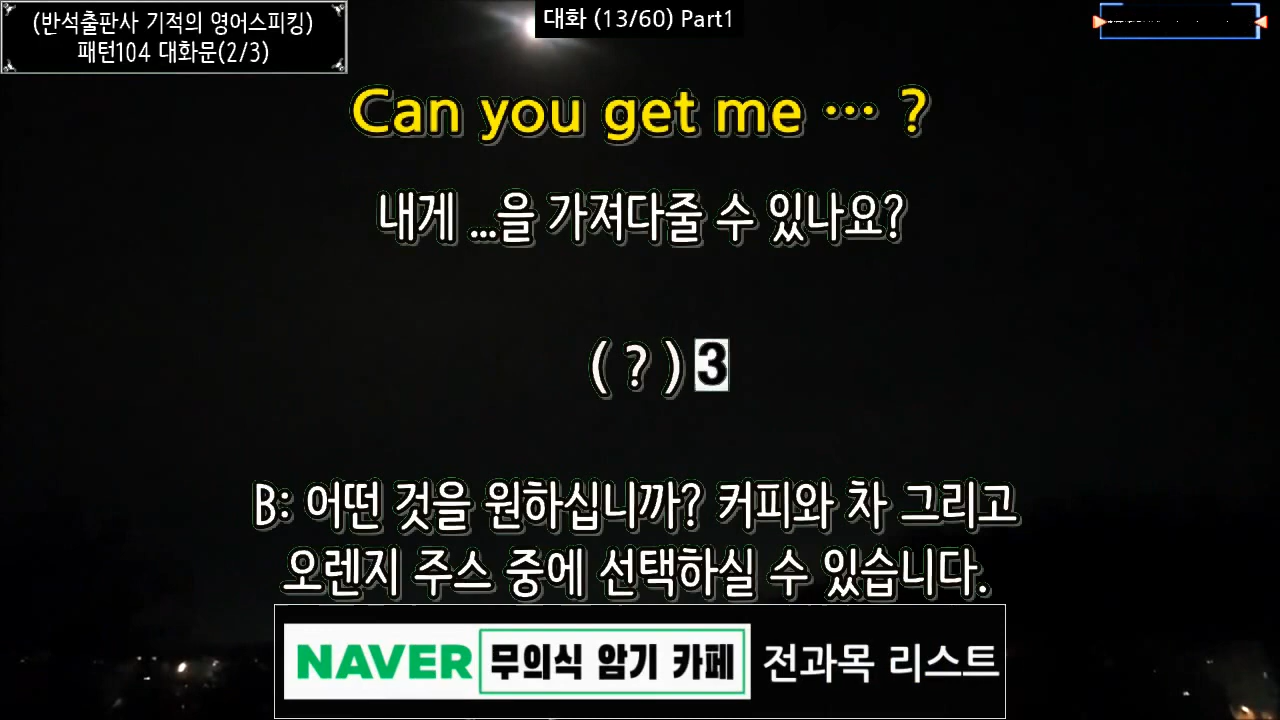 (반석출판사 기적의 영어스피킹)
패턴104 대화문(2/3)
대화 (13/60) Part1
Can you get me … ?
내게 ...을 가져다줄 수 있나요?
( ? ) 3
B: 어떤 것을 원하십니까? 커피와 차 그리고
오렌지 주스 중에 선택하실 수 있습니다.
NAVER 무의식 암기 카페 전과목 리스트